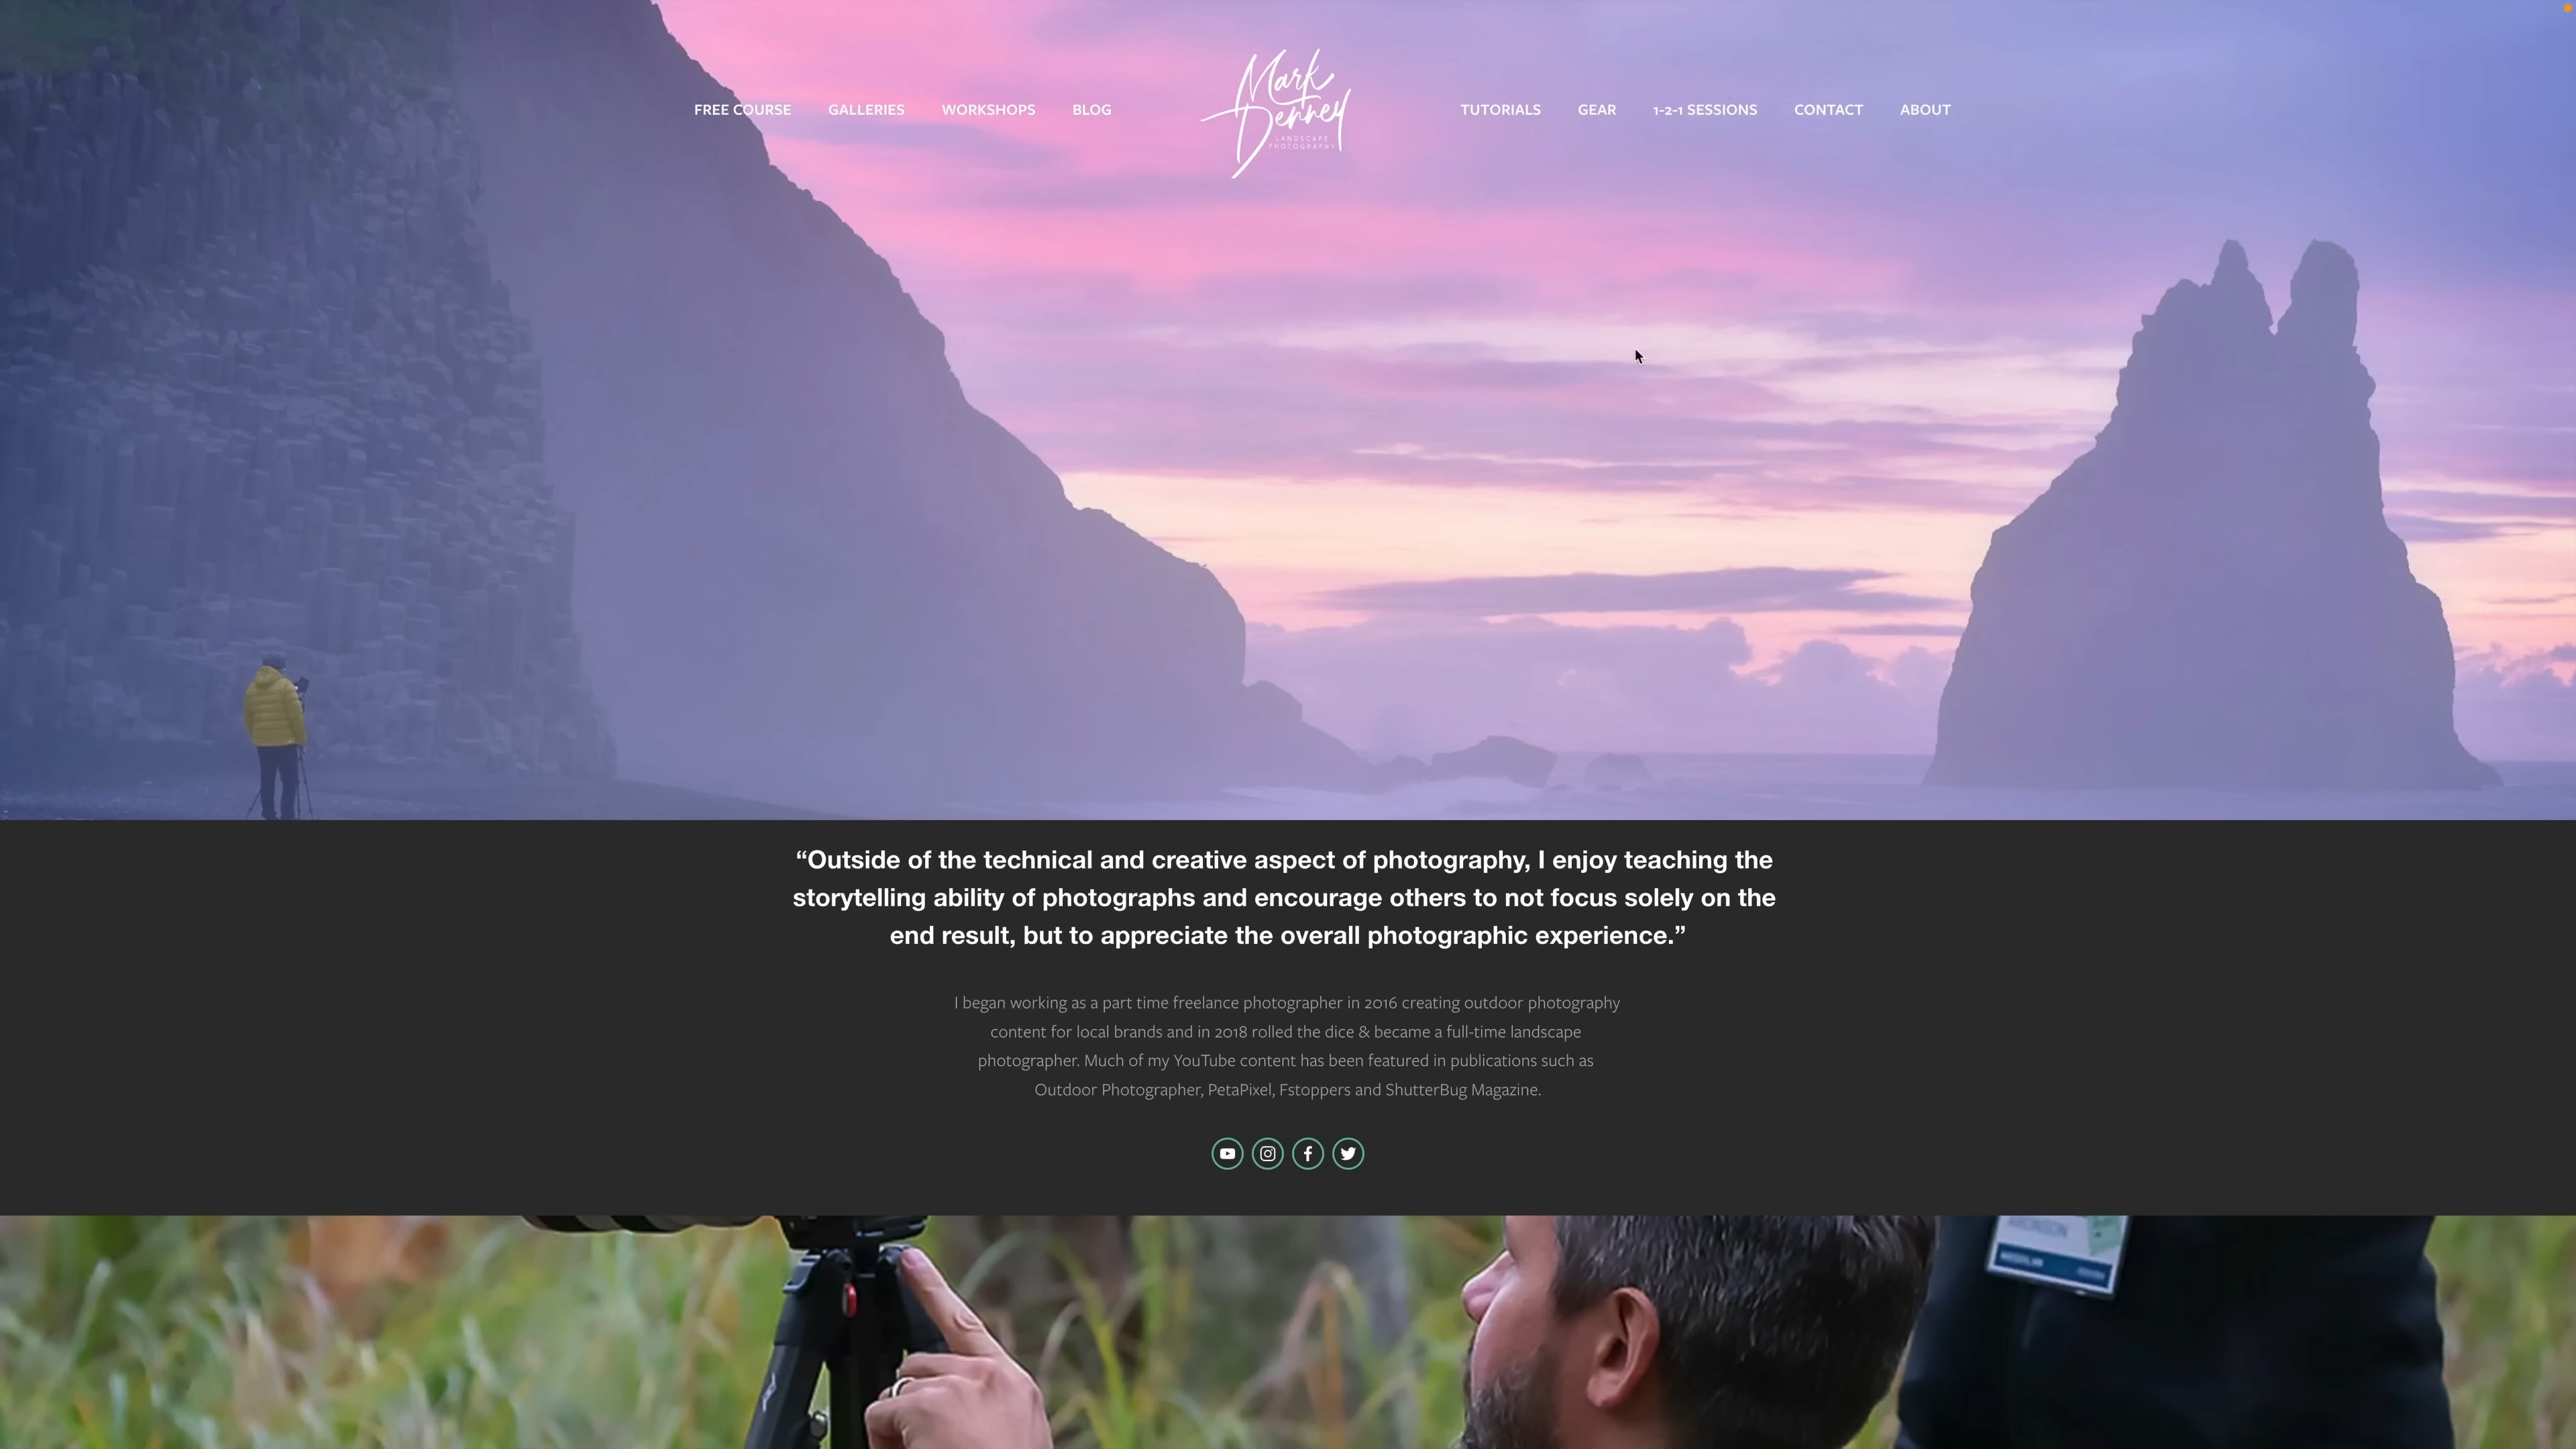 FREE COURSE GALLERIES WORKSHOPS BLOG
Mark
Denney
LANDSCAPE
PHOTOGRAPHY
TUTORIALS GEAR 1-2-1 SESSIONS CONTACT ABOUT
“Outside of the technical and creative aspect of photography, I enjoy teaching the
storytelling ability of photographs and encourage others to not focus solely on the
end result, but to appreciate the overall photographic experience.”
I began working as a part time freelance photographer in 2016 creating outdoor photography
content for local brands and in 2018 rolled the dice & became a full-time landscape
photographer. Much of my YouTube content has been featured in publications such as
Outdoor Photographer, PetaPixel, Fstoppers and ShutterBug Magazine.